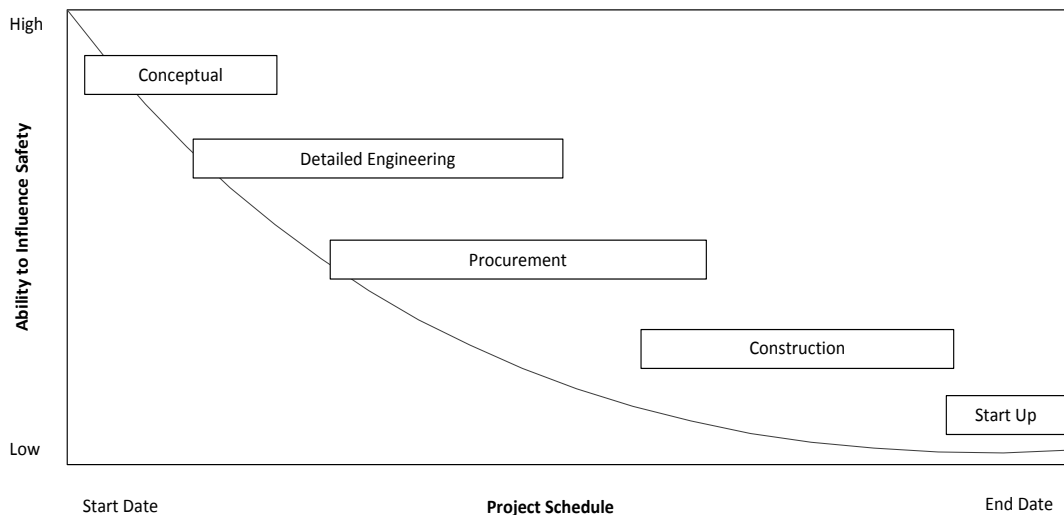 High
Conceptual
Detailed Engineering
Ability to Influence Safety
Procurement
Construction
Start Up
Low
Start Date
Project Schedule
End Date